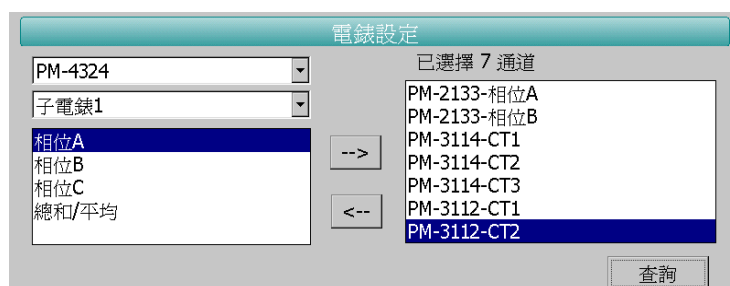 電錶設定
PM-4324
子電錶1
相位A
相位B
相位C
總和/平均
-->
<--
已選擇 7 通道
PM-2133-相位A
PM-2133-相位B
PM-3114-CT1
PM-3114-CT2
PM-3114-CT3
PM-3112-CT1
PM-3112-CT2
查詢